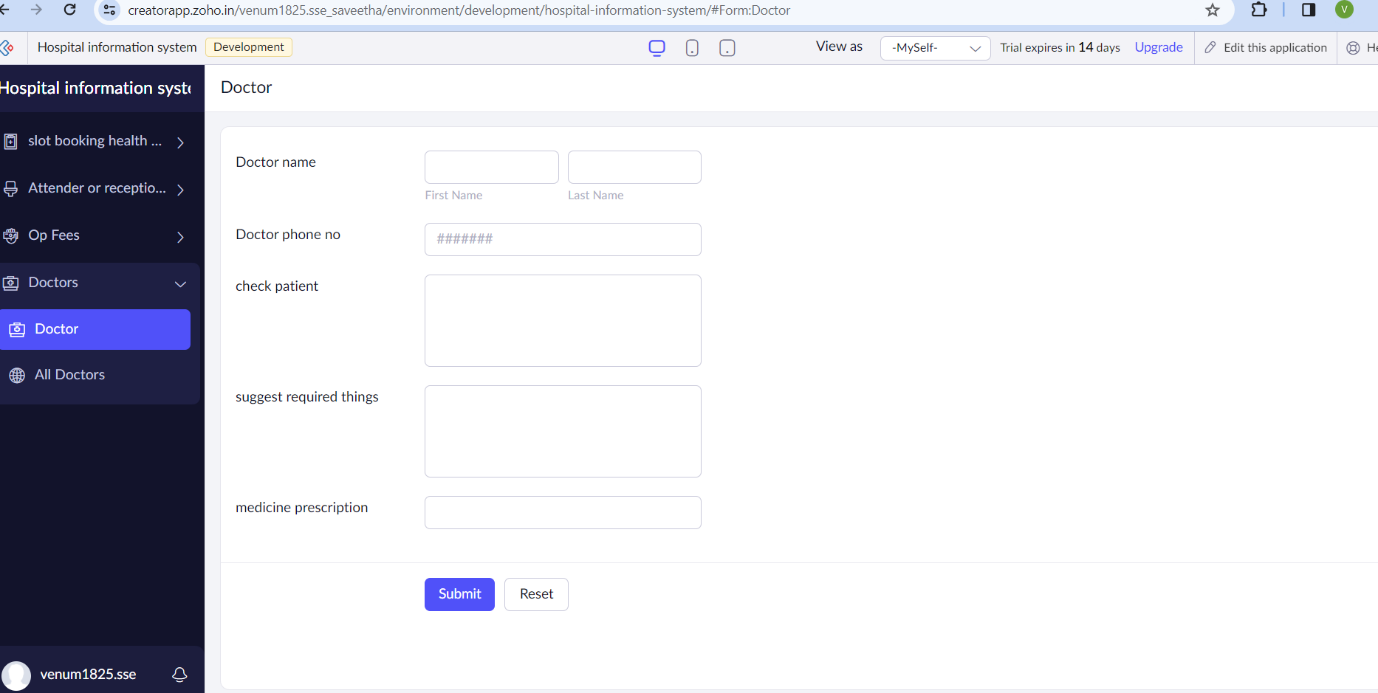 creatorapp.zoho.in/venum1825.sse_saveetha/environment/development/hospital-information-system/#Form:Doctor
V
Hospital information system Development View as -MySelf- Trial expires in 14 days Upgrade Edit this application He
Hospital information syste
Doctor
slot booking health ...
Attender or receptio...
Op Fees
Doctors
Doctor
All Doctors
venum1825.sse
Doctor name
First Name Last Name
Doctor phone no #######
check patient
suggest required things
medicine prescription
Submit Reset